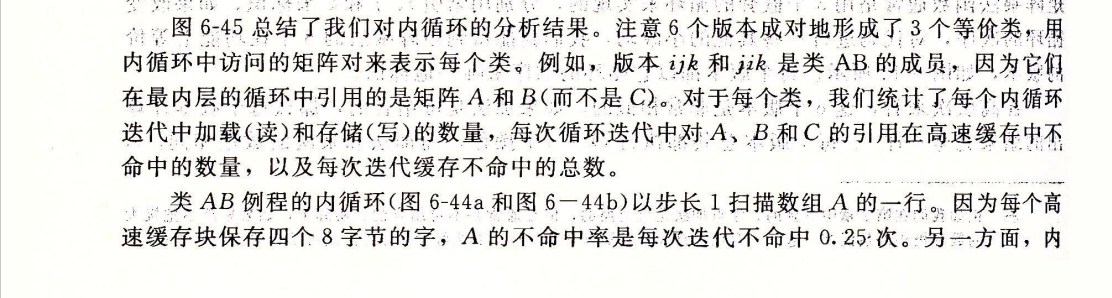 图 6-45 总结了我们对内循环的分析结果。注意 6 个版本成对地形成了 3 个等价类，用
内循环中访问的矩阵对来表示每个类。例如，版本 ijk 和 jik 是类 AB 的成员，因为它们
在最内层的循环中引用的是矩阵 A 和 B(而不是 C)。对于每个类，我们统计了每个内循环
迭代中加载(读)和存储(写)的数量，每次循环迭代中对 A、B 和 C 的引用在高速缓存中不
命中的数量，以及每次迭代缓存不命中的总数。
类 AB 例程的内循环(图 6-44a 和图 6－44b)以步长 1 扫描数组 A 的一行。因为每个高
速缓存块保存四个 8 字节的字，A 的不命中率是每次迭代不命中 0.25 次。另一方面，内